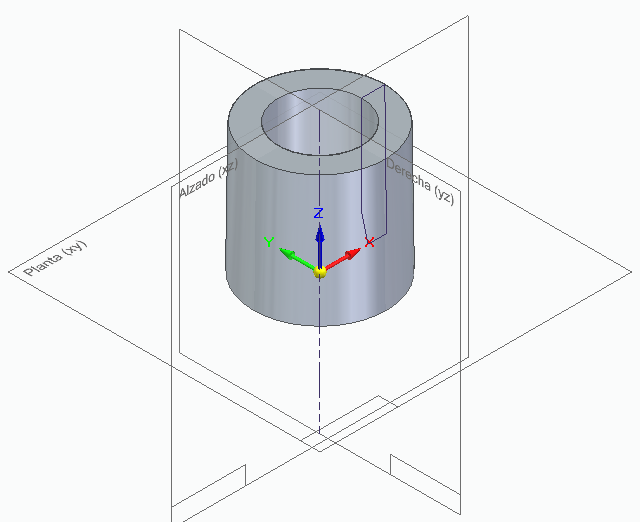 Alzado (xz)
Derecha (yz)
Z
Y
X
Planta (xy)